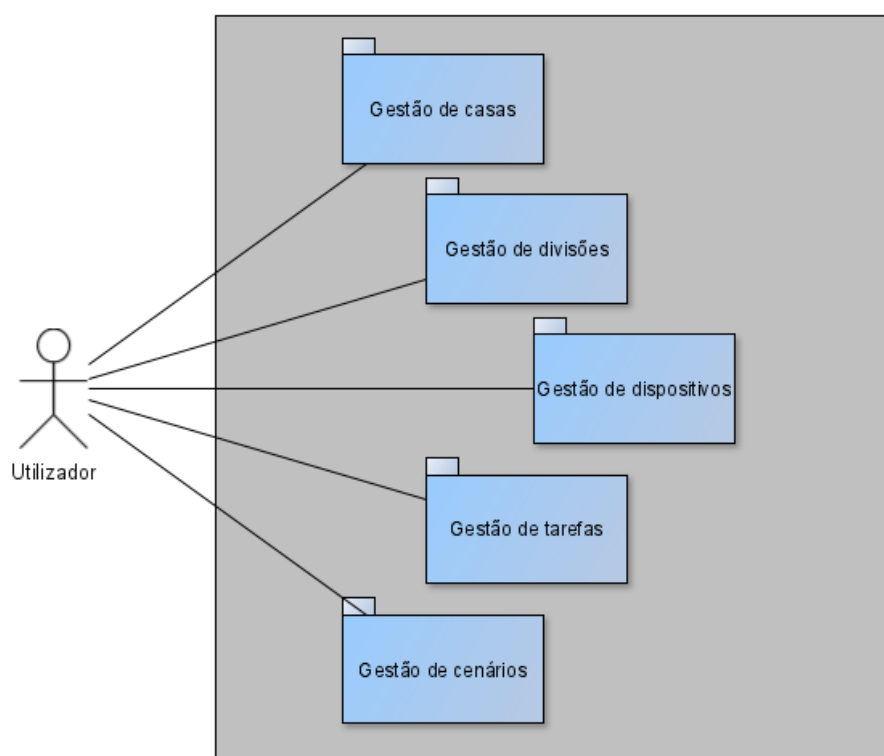 Gestão de casas
Gestão de divisões
Gestão de dispositivos
Utilizador
Gestão de tarefas
Gestão de cenários